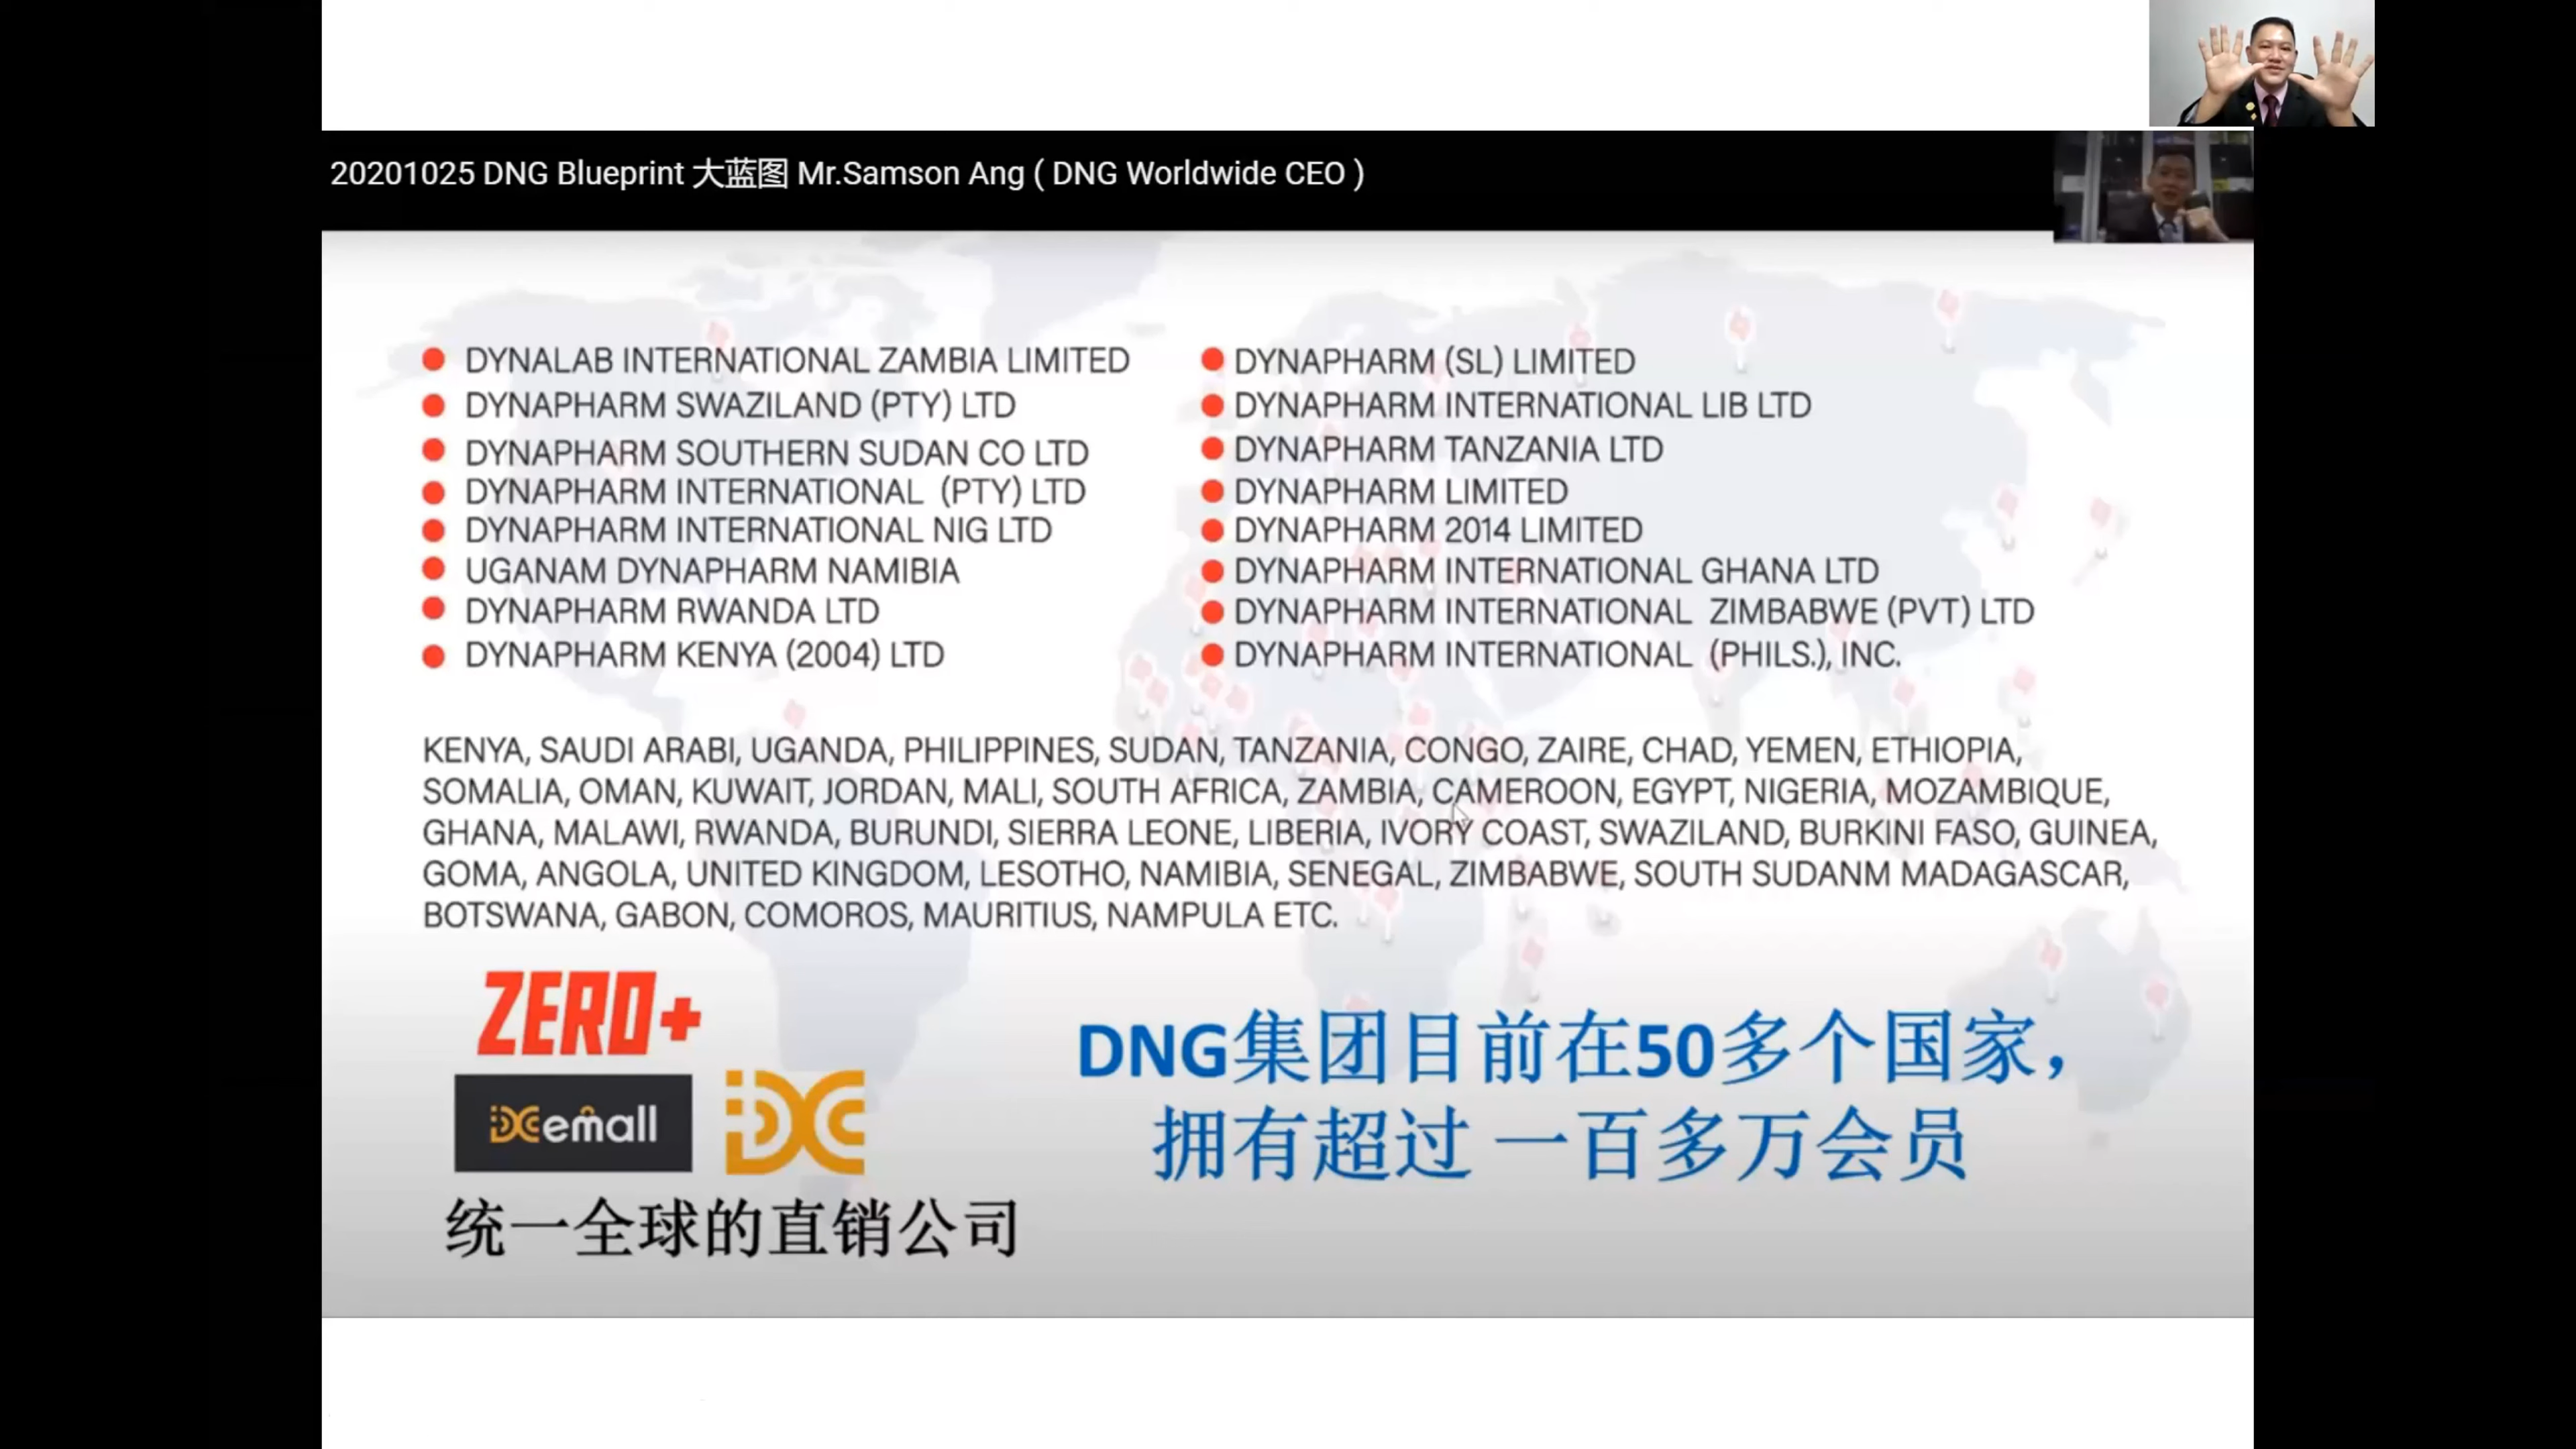 20201025 DNG Blueprint 大蓝图 Mr.Samson Ang ( DNG Worldwide CEO )
DYNALAB INTERNATIONAL ZAMBIA LIMITED
DYNAPHARM SWAZILAND (PTY) LTD
DYNAPHARM SOUTHERN SUDAN CO LTD
DYNAPHARM INTERNATIONAL (PTY) LTD
DYNAPHARM INTERNATIONAL NIG LTD
UGANAM DYNAPHARM NAMIBIA
DYNAPHARM RWANDA LTD
DYNAPHARM KENYA (2004) LTD
DYNAPHARM (SL) LIMITED
DYNAPHARM INTERNATIONAL LIB LTD
DYNAPHARM TANZANIA LTD
DYNAPHARM LIMITED
DYNAPHARM 2014 LIMITED
DYNAPHARM INTERNATIONAL GHANA LTD
DYNAPHARM INTERNATIONAL ZIMBABWE (PVT) LTD
DYNAPHARM INTERNATIONAL (PHILS.), INC.
KENYA, SAUDI ARABI, UGANDA, PHILIPPINES, SUDAN, TANZANIA, CONGO, ZAIRE, CHAD, YEMEN, ETHIOPIA,
SOMALIA, OMAN, KUWAIT, JORDAN, MALI, SOUTH AFRICA, ZAMBIA, CAMEROON, EGYPT, NIGERIA, MOZAMBIQUE,
GHANA, MALAWI, RWANDA, BURUNDI, SIERRA LEONE, LIBERIA, IVORY COAST, SWAZILAND, BURKINI FASO, GUINEA,
GOMA, ANGOLA, UNITED KINGDOM, LESOTHO, NAMIBIA, SENEGAL, ZIMBABWE, SOUTH SUDANM MADAGASCAR,
BOTSWANA, GABON, COMOROS, MAURITIUS, NAMPULA ETC.
ZERO+
DC emall
DC
统一全球的直销公司
DNG集团目前在50多个国家，
拥有超过 一百多万会员